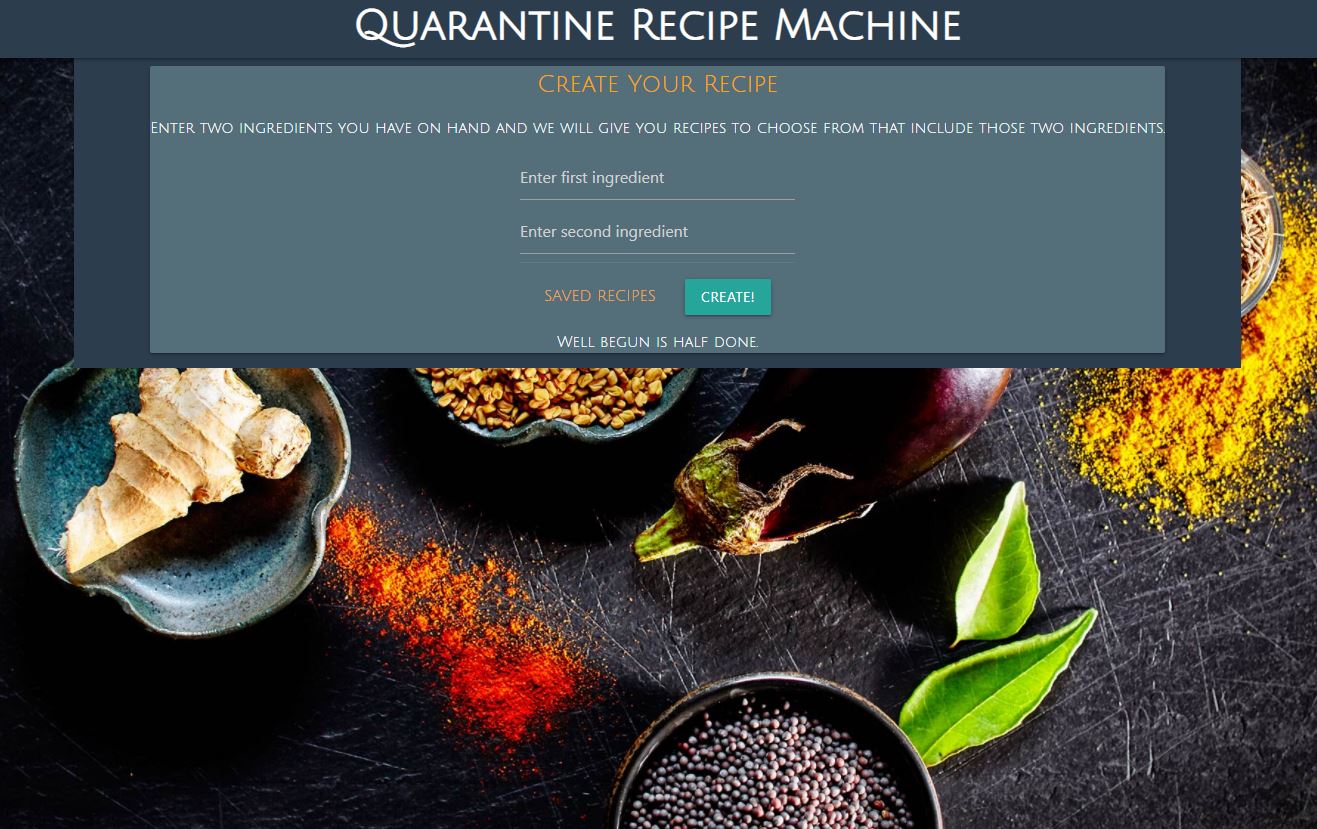 Quarantine Recipe Machine
Create Your Recipe
Enter two ingredients you have on hand and we will give you recipes to choose from that include those two ingredients.
Enter first ingredient
Enter second ingredient
SAVED RECIPES CREATE!
Well begun is half done.